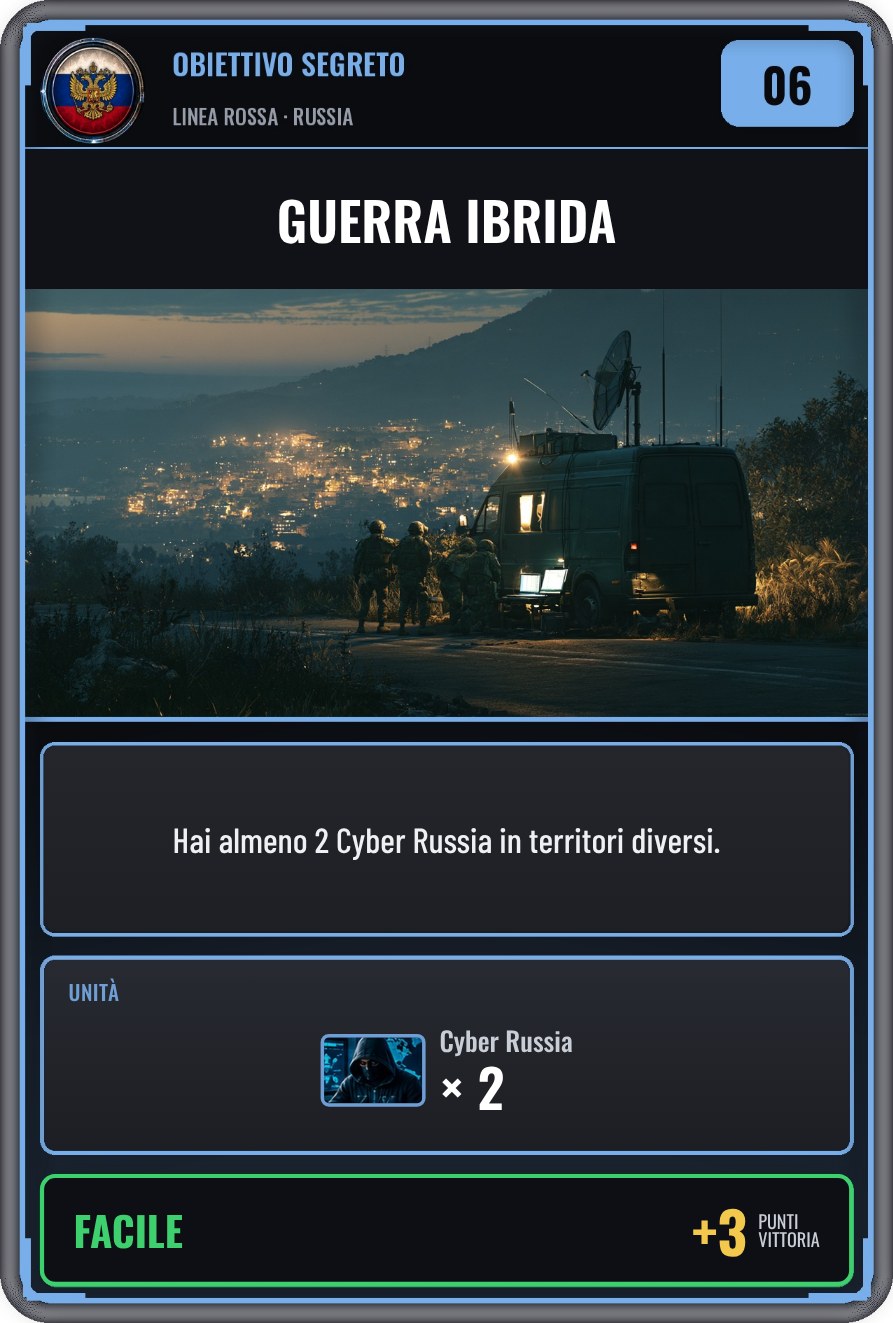 OBIETTIVO SEGRETO
LINEA ROSSA · RUSSIA
06
GUERRA IBRIDA
Hai almeno 2 Cyber Russia in territori diversi.
UNITÀ
Cyber Russia
× 2
FACILE
+3 PUNTI
VITTORIA